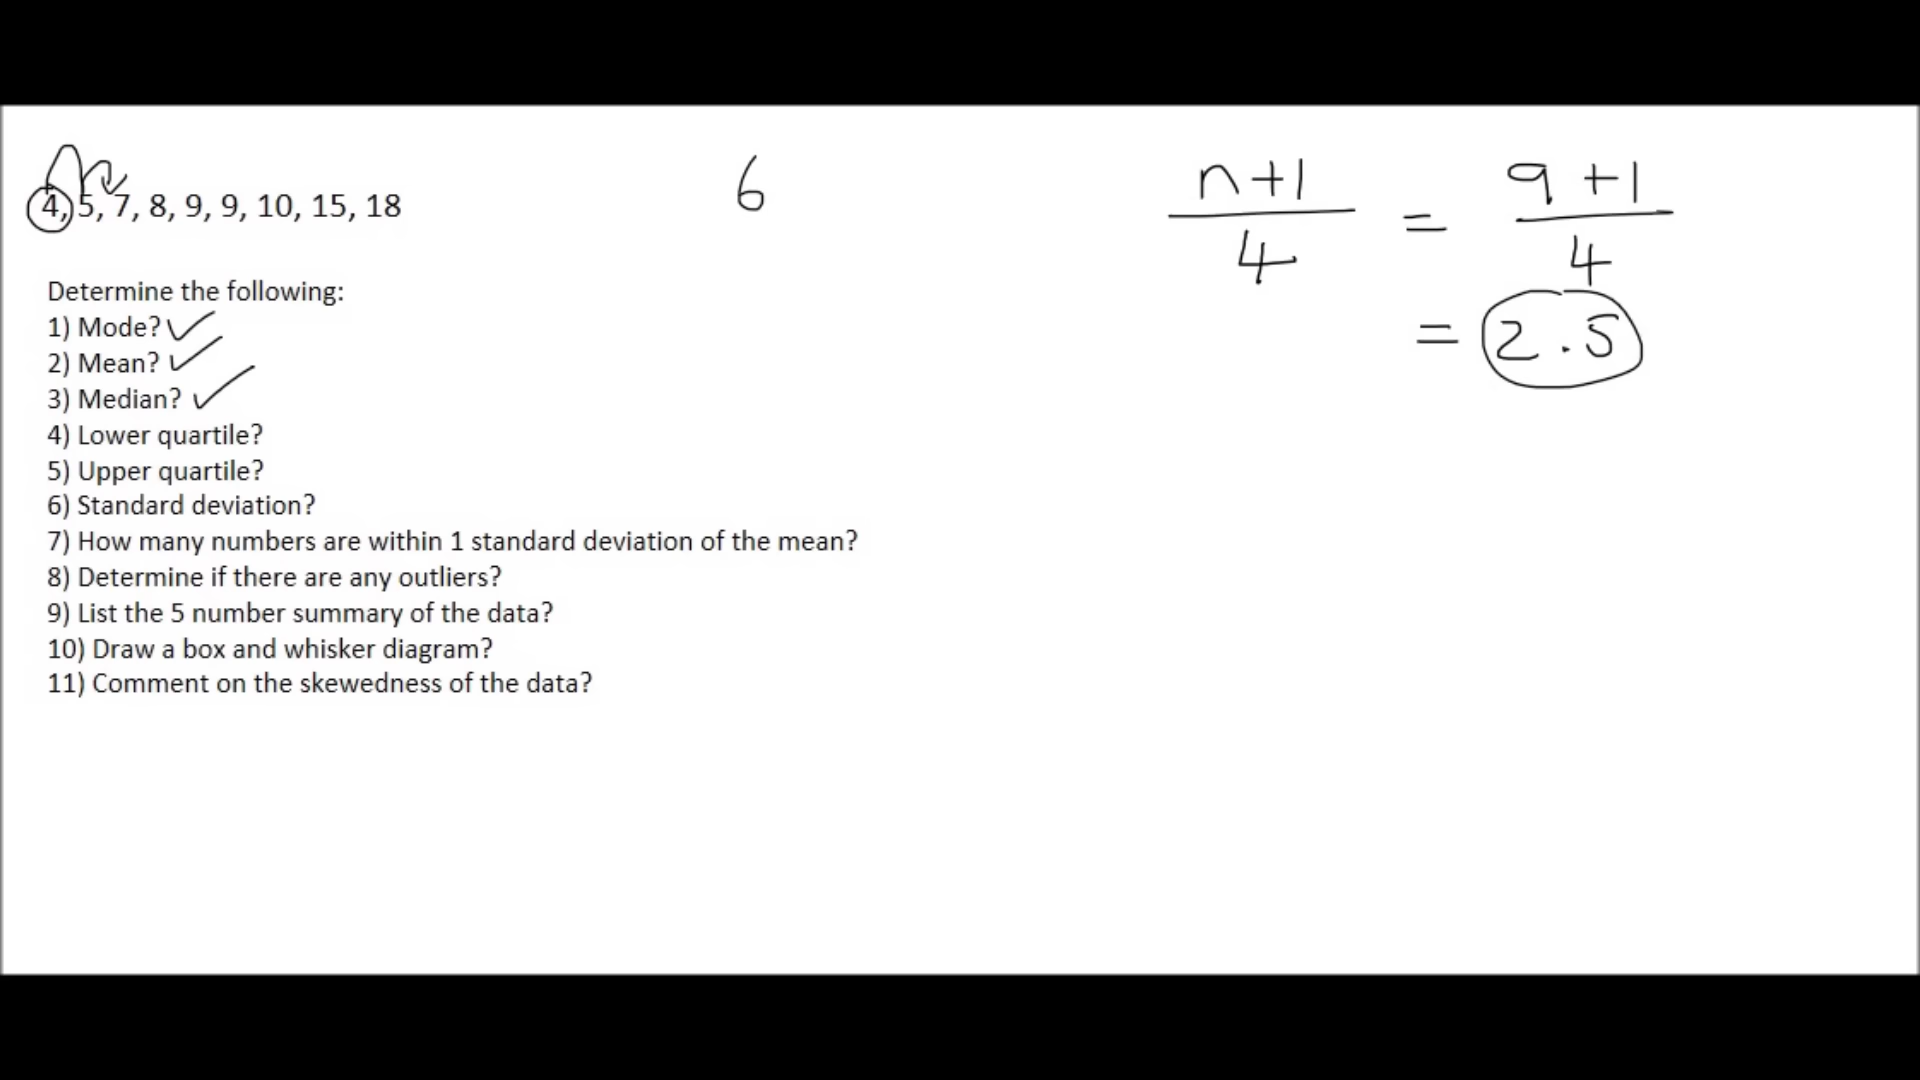 4, 5, 7, 8, 9, 9, 10, 15, 18
6
n+1
4
=
9+1
4
= 2.5
Determine the following:
1) Mode?
2) Mean?
3) Median?
4) Lower quartile?
5) Upper quartile?
6) Standard deviation?
7) How many numbers are within 1 standard deviation of the mean?
8) Determine if there are any outliers?
9) List the 5 number summary of the data?
10) Draw a box and whisker diagram?
11) Comment on the skewedness of the data?